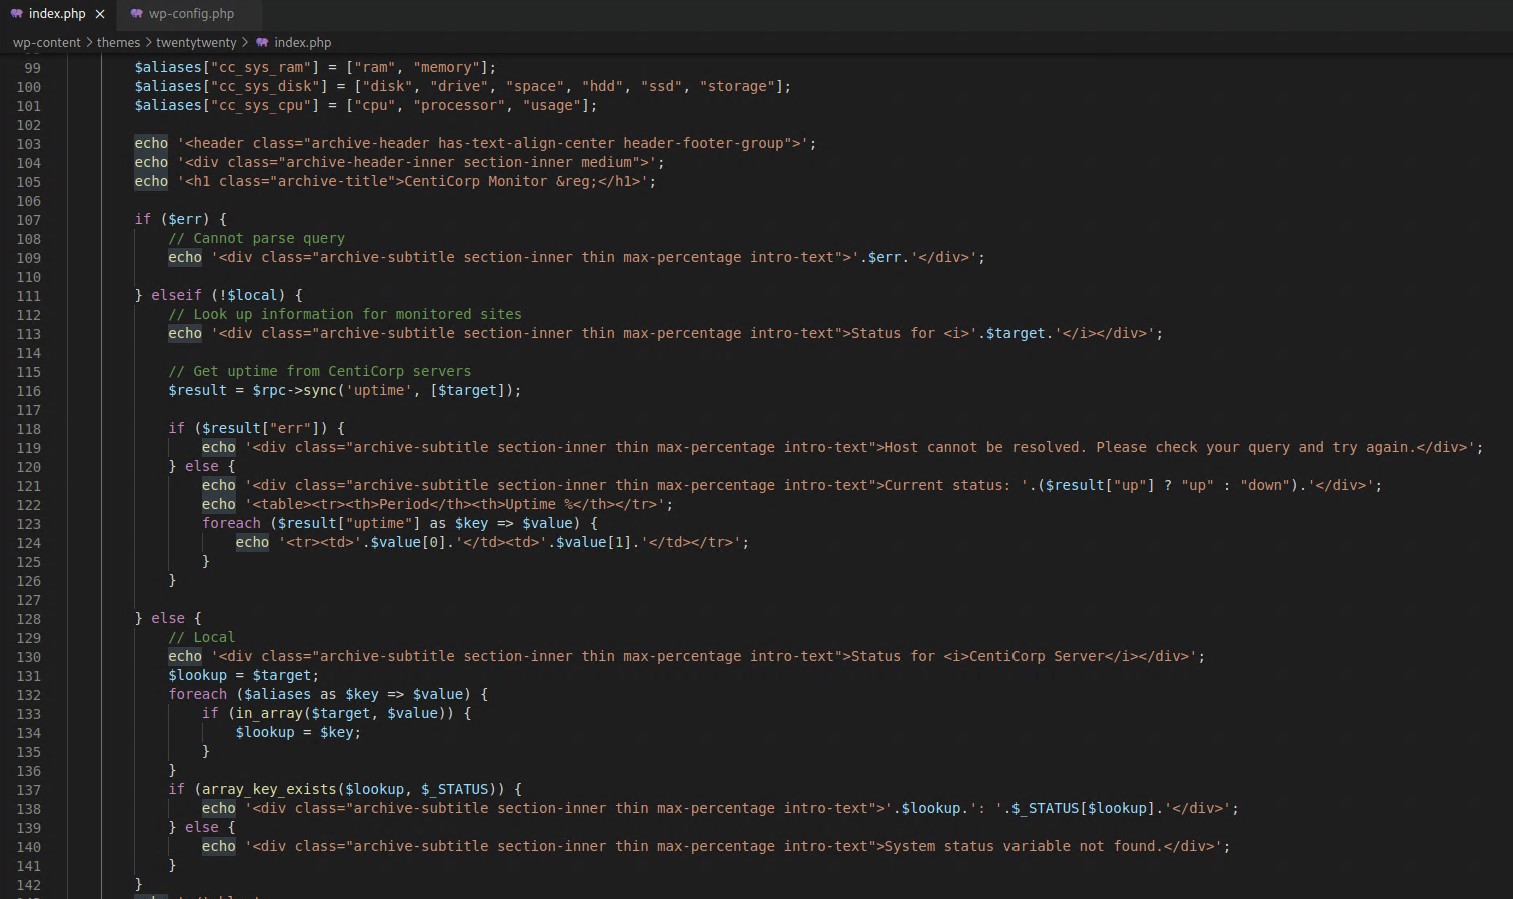 index.php
wp-config.php
wp-content > themes > twentytwenty > index.php
99 $aliases["cc_sys_ram"] = ["ram", "memory"];
100 $aliases["cc_sys_disk"] = ["disk", "drive", "space", "hdd", "ssd", "storage"];
101 $aliases["cc_sys_cpu"] = ["cpu", "processor", "usage"];
102
103 echo '<header class="archive-header has-text-align-center header-footer-group">';
104 echo '<div class="archive-header-inner section-inner medium">';
105 echo '<h1 class="archive-title">CentiCorp Monitor &reg;</h1>';
106
107 if ($err) {
108 // Cannot parse query
109 echo '<div class="archive-subtitle section-inner thin max-percentage intro-text">'.$err.'</div>';
110
111 } elseif (!$local) {
112 // Look up information for monitored sites
113 echo '<div class="archive-subtitle section-inner thin max-percentage intro-text">Status for <i>'.$target.'</i></div>';
114
115 // Get uptime from CentiCorp servers
116 $result = $rpc->sync('uptime', [$target]);
117
118 if ($result["err"]) {
119 echo '<div class="archive-subtitle section-inner thin max-percentage intro-text">Host cannot be resolved. Please check your query and try again.</div>';
120 } else {
121 echo '<div class="archive-subtitle section-inner thin max-percentage intro-text">Current status: '.($result["up"] ? "up" : "down").'</div>';
122 echo '<table><tr><th>Period</th><th>Uptime %</th></tr>';
123 foreach ($result["uptime"] as $key => $value) {
124 echo '<tr><td>'.$value[0].'</td><td>'.$value[1].'</td></tr>';
125 }
126 }
127
128 } else {
129 // Local
130 echo '<div class="archive-subtitle section-inner thin max-percentage intro-text">Status for <i>CentiCorp Server</i></div>';
131 $lookup = $target;
132 foreach ($aliases as $key => $value) {
133 if (in_array($target, $value)) {
134 $lookup = $key;
135 }
136 }
137 if (array_key_exists($lookup, $_STATUS)) {
138 echo '<div class="archive-subtitle section-inner thin max-percentage intro-text">'.$lookup.': '.$_STATUS[$lookup].'</div>';
139 } else {
140 echo '<div class="archive-subtitle section-inner thin max-percentage intro-text">System status variable not found.</div>';
141 }
142 }